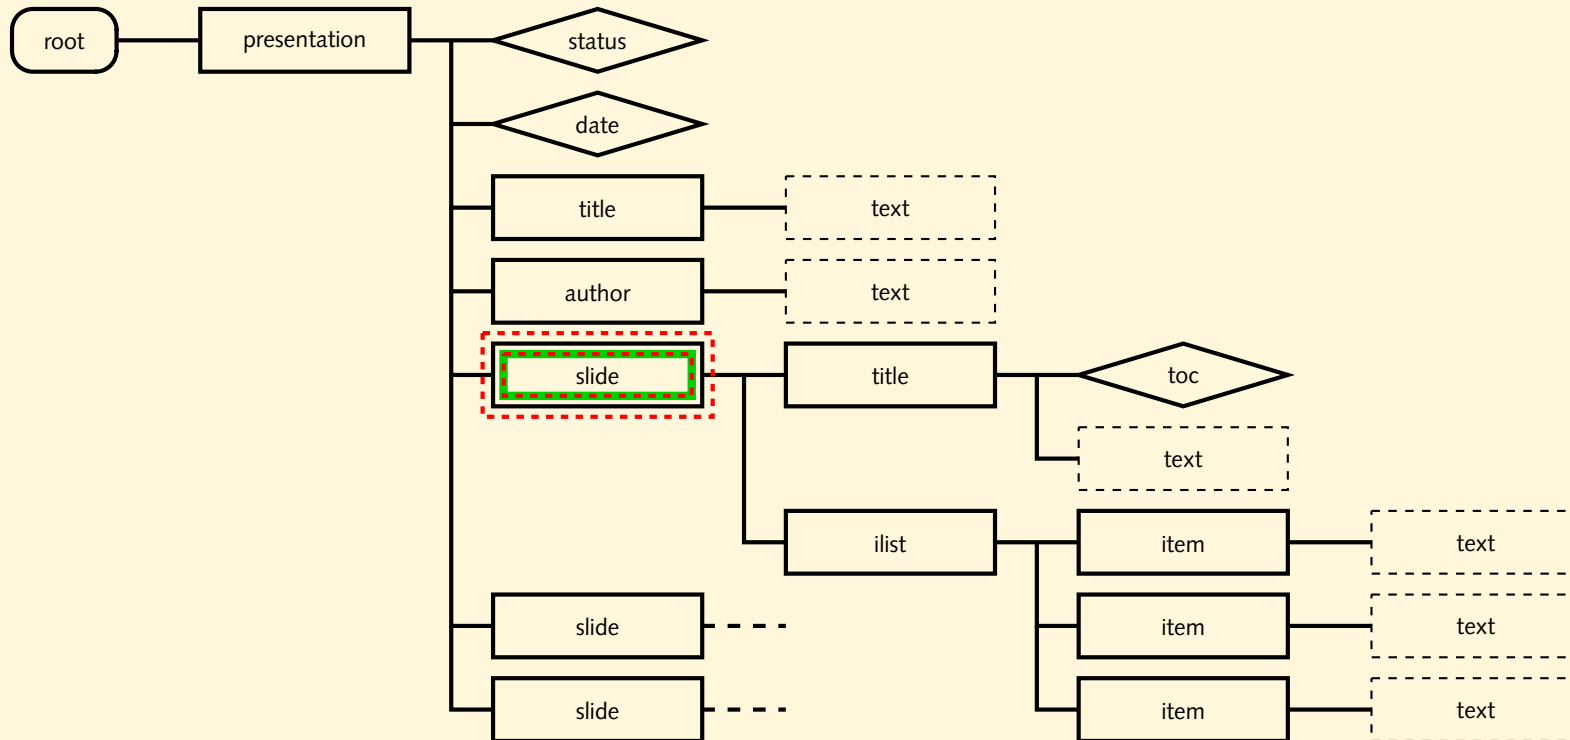 root
presentation
status
date
title
text
author
text
slide
title
toc
text
ilist
item
text
slide
item
text
slide
item
text